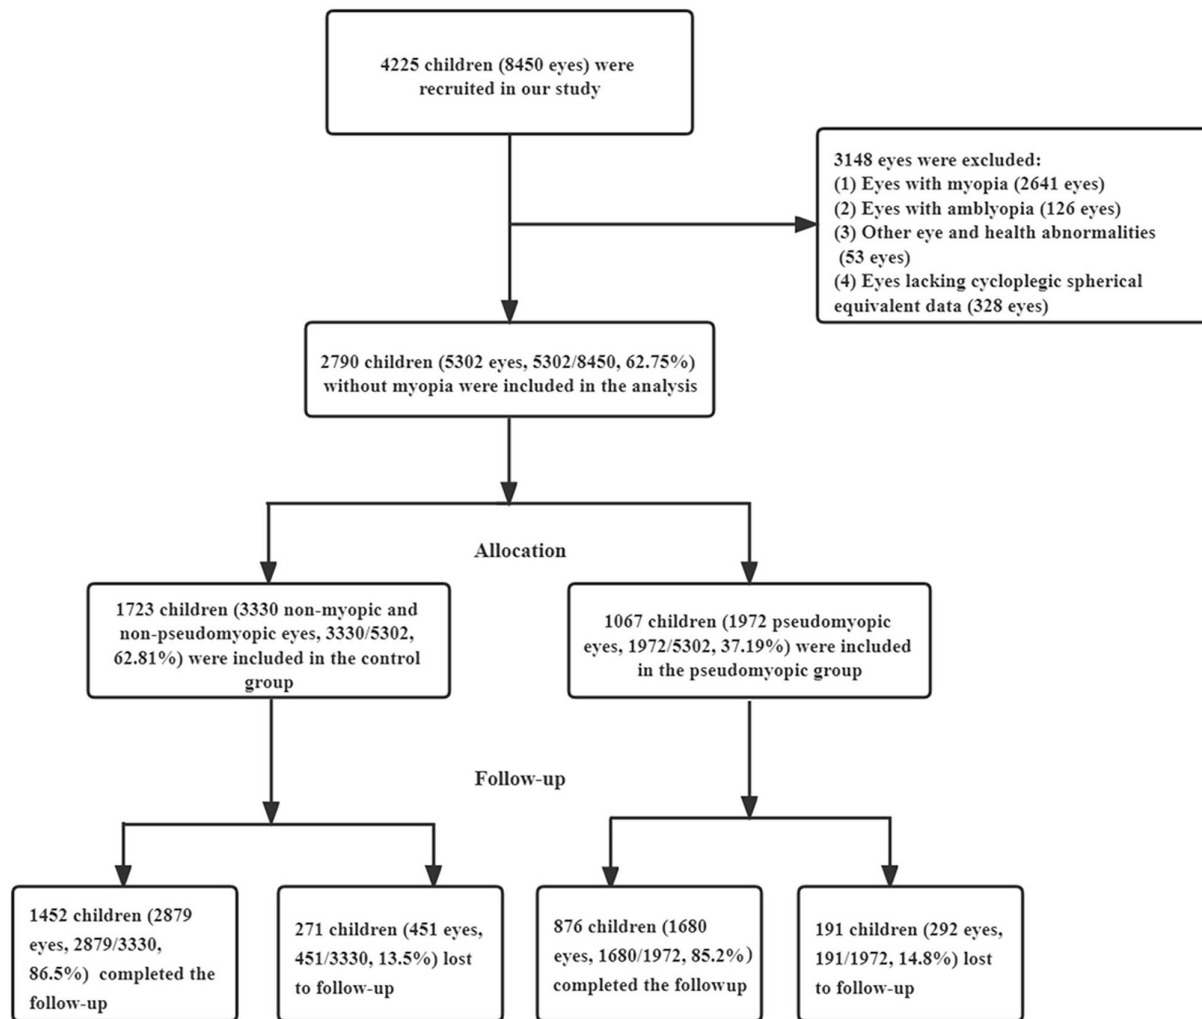 4225 children (8450 eyes) were
recruited in our study
3148 eyes were excluded:
(1) Eyes with myopia (2641 eyes)
(2) Eyes with amblyopia (126 eyes)
(3) Other eye and health abnormalities
(53 eyes)
(4) Eyes lacking cycloplegic spherical
equivalent data (328 eyes)
2790 children (5302 eyes, 5302/8450, 62.75%)
without myopia were included in the analysis
Allocation
1723 children (3330 non-myopic and
non-pseudomyopic eyes, 3330/5302,
62.81%) were included in the control
group
1067 children (1972 pseudomyopic
eyes, 1972/5302, 37.19%) were included
in the pseudomyopic group
Follow-up
1452 children (2879
eyes, 2879/3330,
86.5%) completed the
follow-up
271 children (451 eyes,
451/3330, 13.5%) lost
to follow-up
876 children (1680
eyes, 1680/1972, 85.2%)
completed the followup
191 children (292 eyes,
191/1972, 14.8%) lost
to follow-up